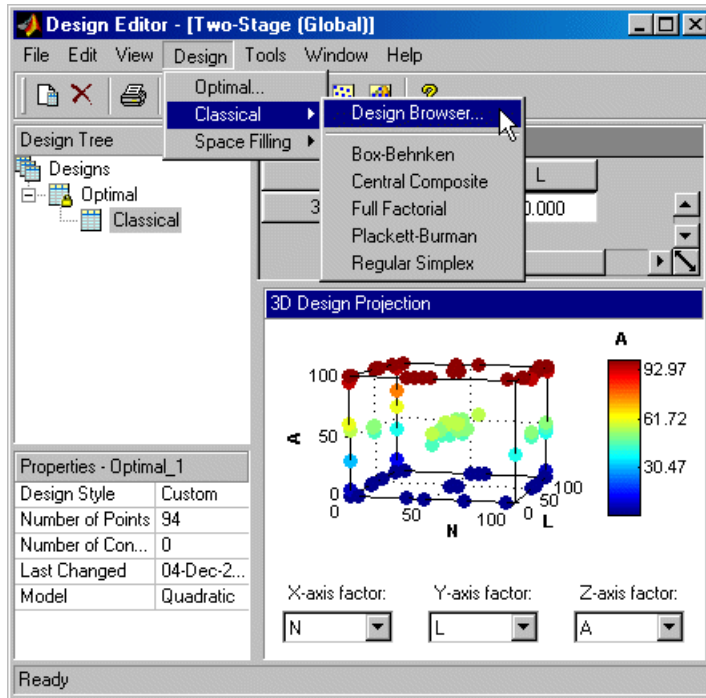 Design Editor - [Two-Stage (Global)]
File Edit View Design Tools Window Help
Optimal...
Classical
Space Filling
Design Browser...
Box-Behnken
Central Composite
Full Factorial
Plackett-Burman
Regular Simplex
Design Tree
Designs
Optimal
Classical
L
3
0.000
3D Design Projection
A
100
50
0
A
0
50
100
N
0
50
100
L
92.97
61.72
30.47
Properties - Optimal_1
Design Style Custom
Number of Points 94
Number of Con... 0
Last Changed 04-Dec-2...
Model Quadratic
X-axis factor: Y-axis factor: Z-axis factor:
N L A
Ready